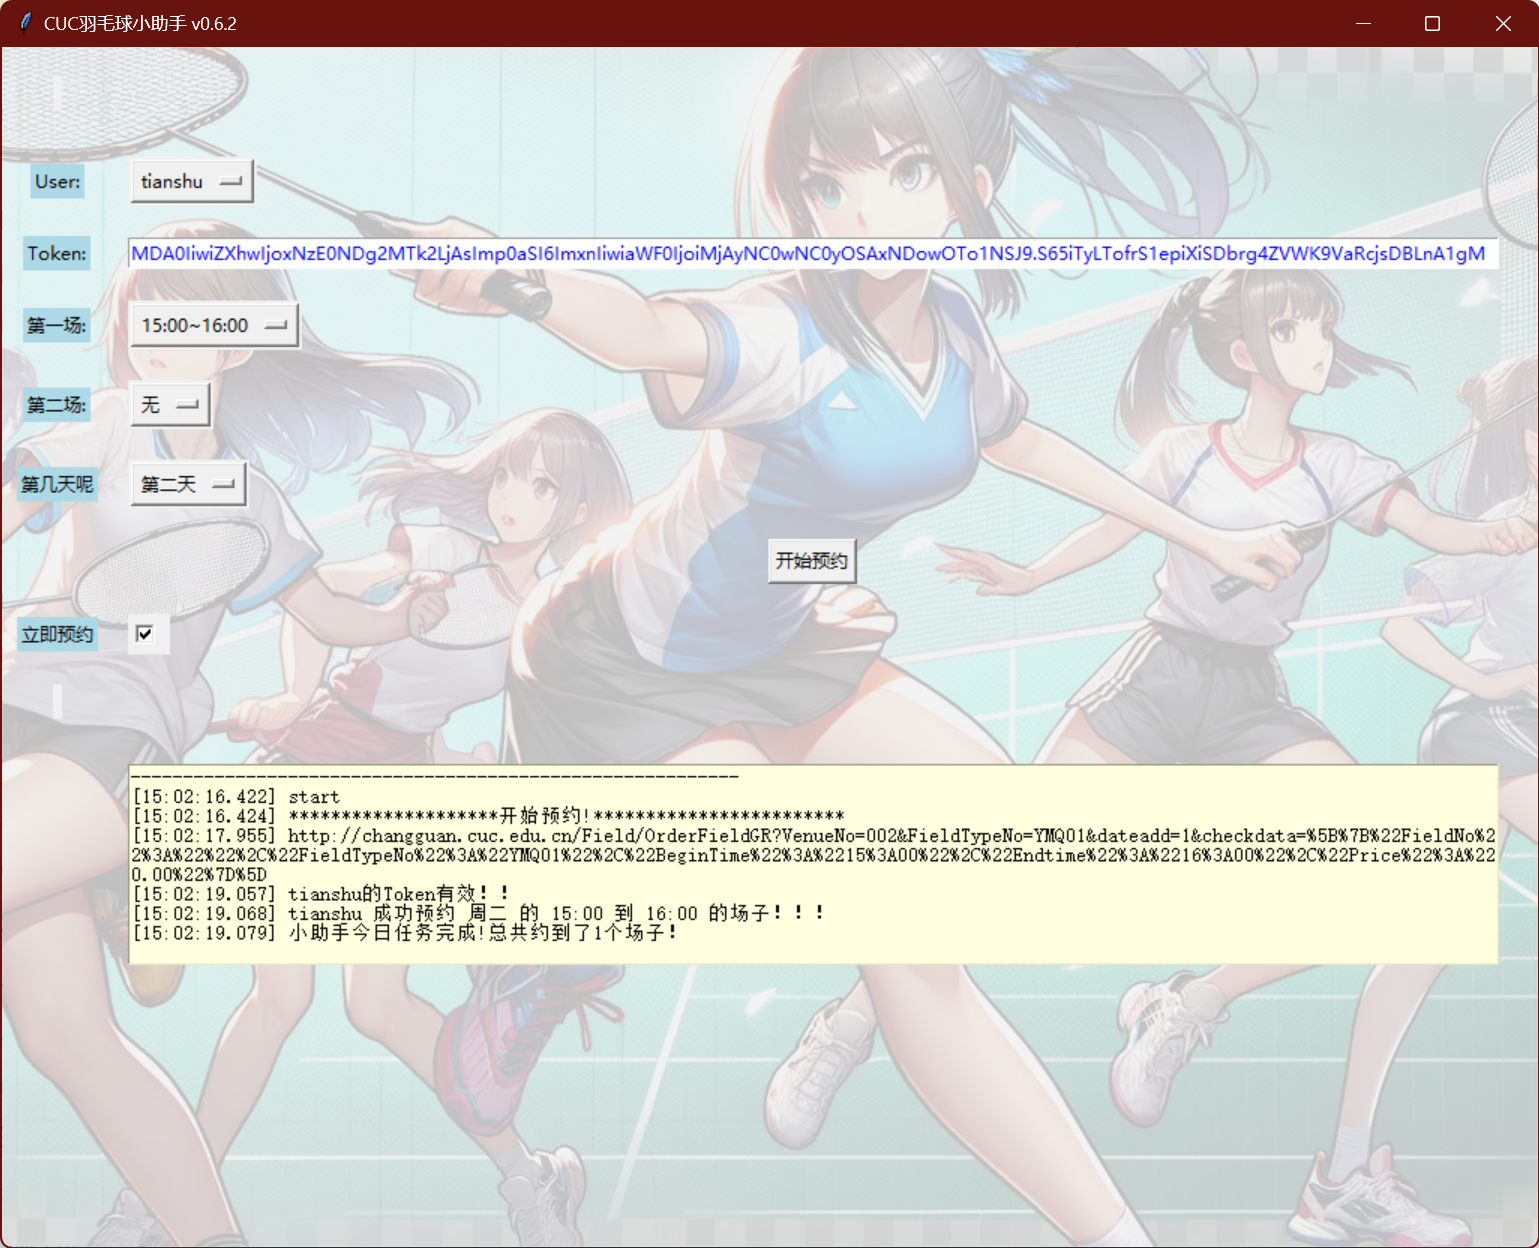 CUC羽毛球小助手 v0.6.2
User:
tianshu
Token:
MDA0IiwiZXhwIjoxNzE0NDg2MTk2LjAsImp0aSI6ImxnIiwiaWF0IjoiMjAyNC0wNC0yOSAxNDowOTo1NSJ9.S65iTyLTofrS1epiXiSDbrg4ZVWK9VaRcjsDBLnA1gM
第一场:
15:00~16:00
第二场:
无
第几天呢
第二天
开始预约
立即预约
----------------------------------------------------------
[15:02:16.422] start
[15:02:16.424] ********************开始预约!************************
[15:02:17.955] http://changguan.cuc.edu.cn/Field/OrderFieldGR?VenueNo=002&FieldTypeNo=YMQ01&dateadd=1&checkdata=%5B%7B%22FieldNo%2
2%3A%22%22%2C%22FieldTypeNo%22%3A%22YMQ01%22%2C%22BeginTime%22%3A%2215%3A00%22%2C%22Endtime%22%3A%2216%3A00%22%2C%22Price%22%3A%22
0.00%22%7D%5D
[15:02:19.057] tianshu的Token有效！！
[15:02:19.068] tianshu 成功预约 周二 的 15:00 到 16:00 的场子！！！
[15:02:19.079] 小助手今日任务完成!总共约到了1个场子!